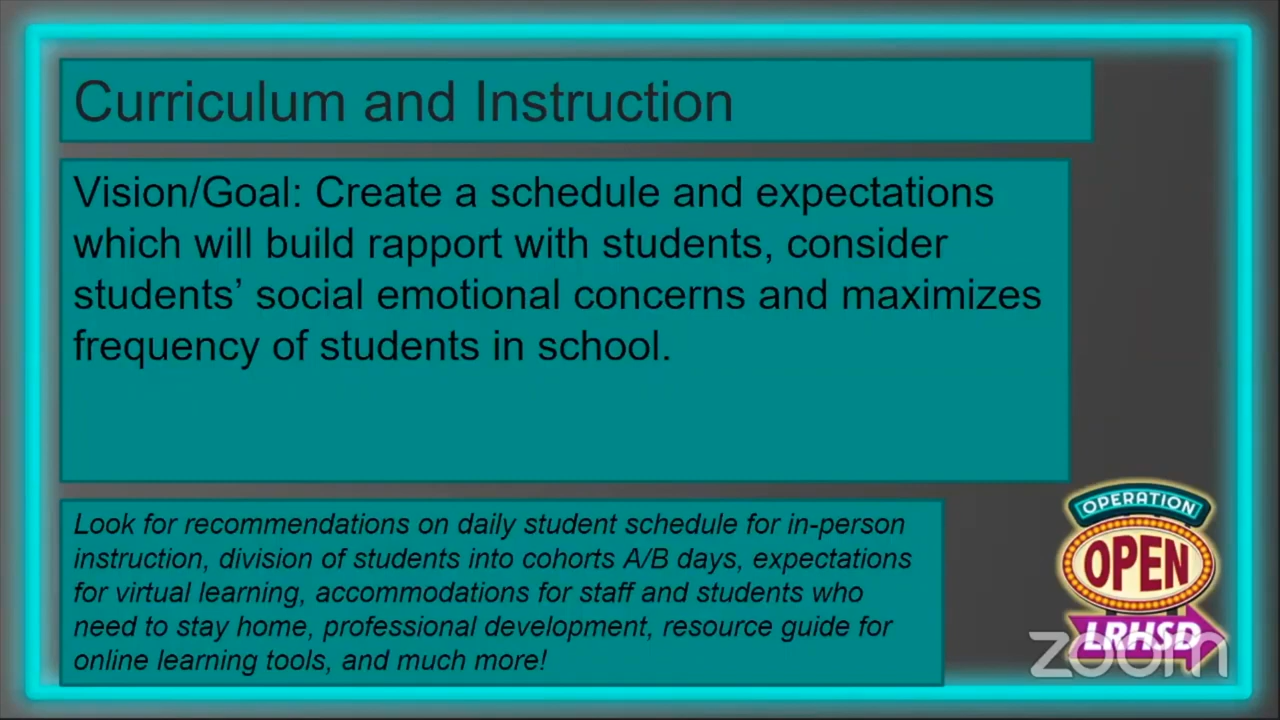 Curriculum and Instruction
Vision/Goal: Create a schedule and expectations
which will build rapport with students, consider
students’ social emotional concerns and maximizes
frequency of students in school.
Look for recommendations on daily student schedule for in-person
instruction, division of students into cohorts A/B days, expectations
for virtual learning, accommodations for staff and students who
need to stay home, professional development, resource guide for
online learning tools, and much more!
OPERATION
OPEN
LRHSD
zoom